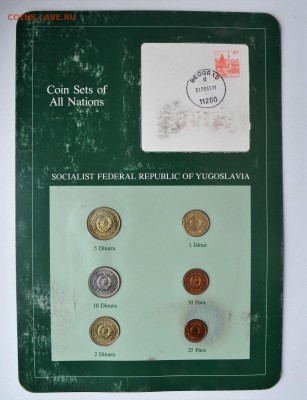 COINS.CAVE.RU
Coin Sets of
All Nations
BEOGRAD
d
11200
SOCIALIST FEDERAL REPUBLIC OF YUGOSLAVIA
5 Dinara
1 Dinar
10 Dinara
50 Para
2 Dinara
25 Para